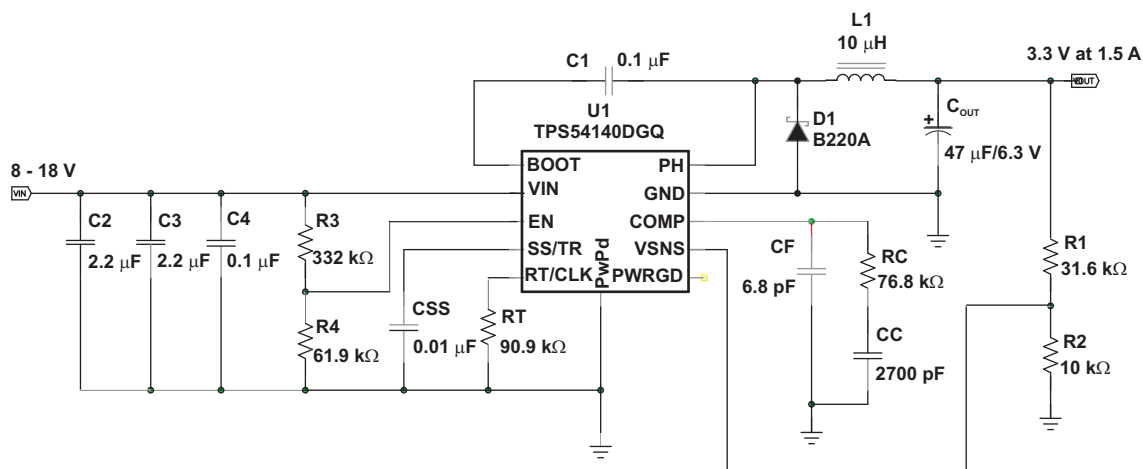 L1
10 μH
3.3 V at 1.5 A
C1
0.1 μF
VOUT
U1
TPS54140DGQ
D1
B220A
C_OUT
+
47 μF/6.3 V
8 - 18 V
VIN
BOOT
PH
VIN
GND
EN
COMP
SS/TR
VSNS
RT/CLK
PwPd
PWRGD
C2
2.2 μF
C3
2.2 μF
C4
0.1 μF
R3
332 kΩ
R4
61.9 kΩ
CSS
0.01 μF
RT
90.9 kΩ
CF
6.8 pF
RC
76.8 kΩ
CC
2700 pF
R1
31.6 kΩ
R2
10 kΩ